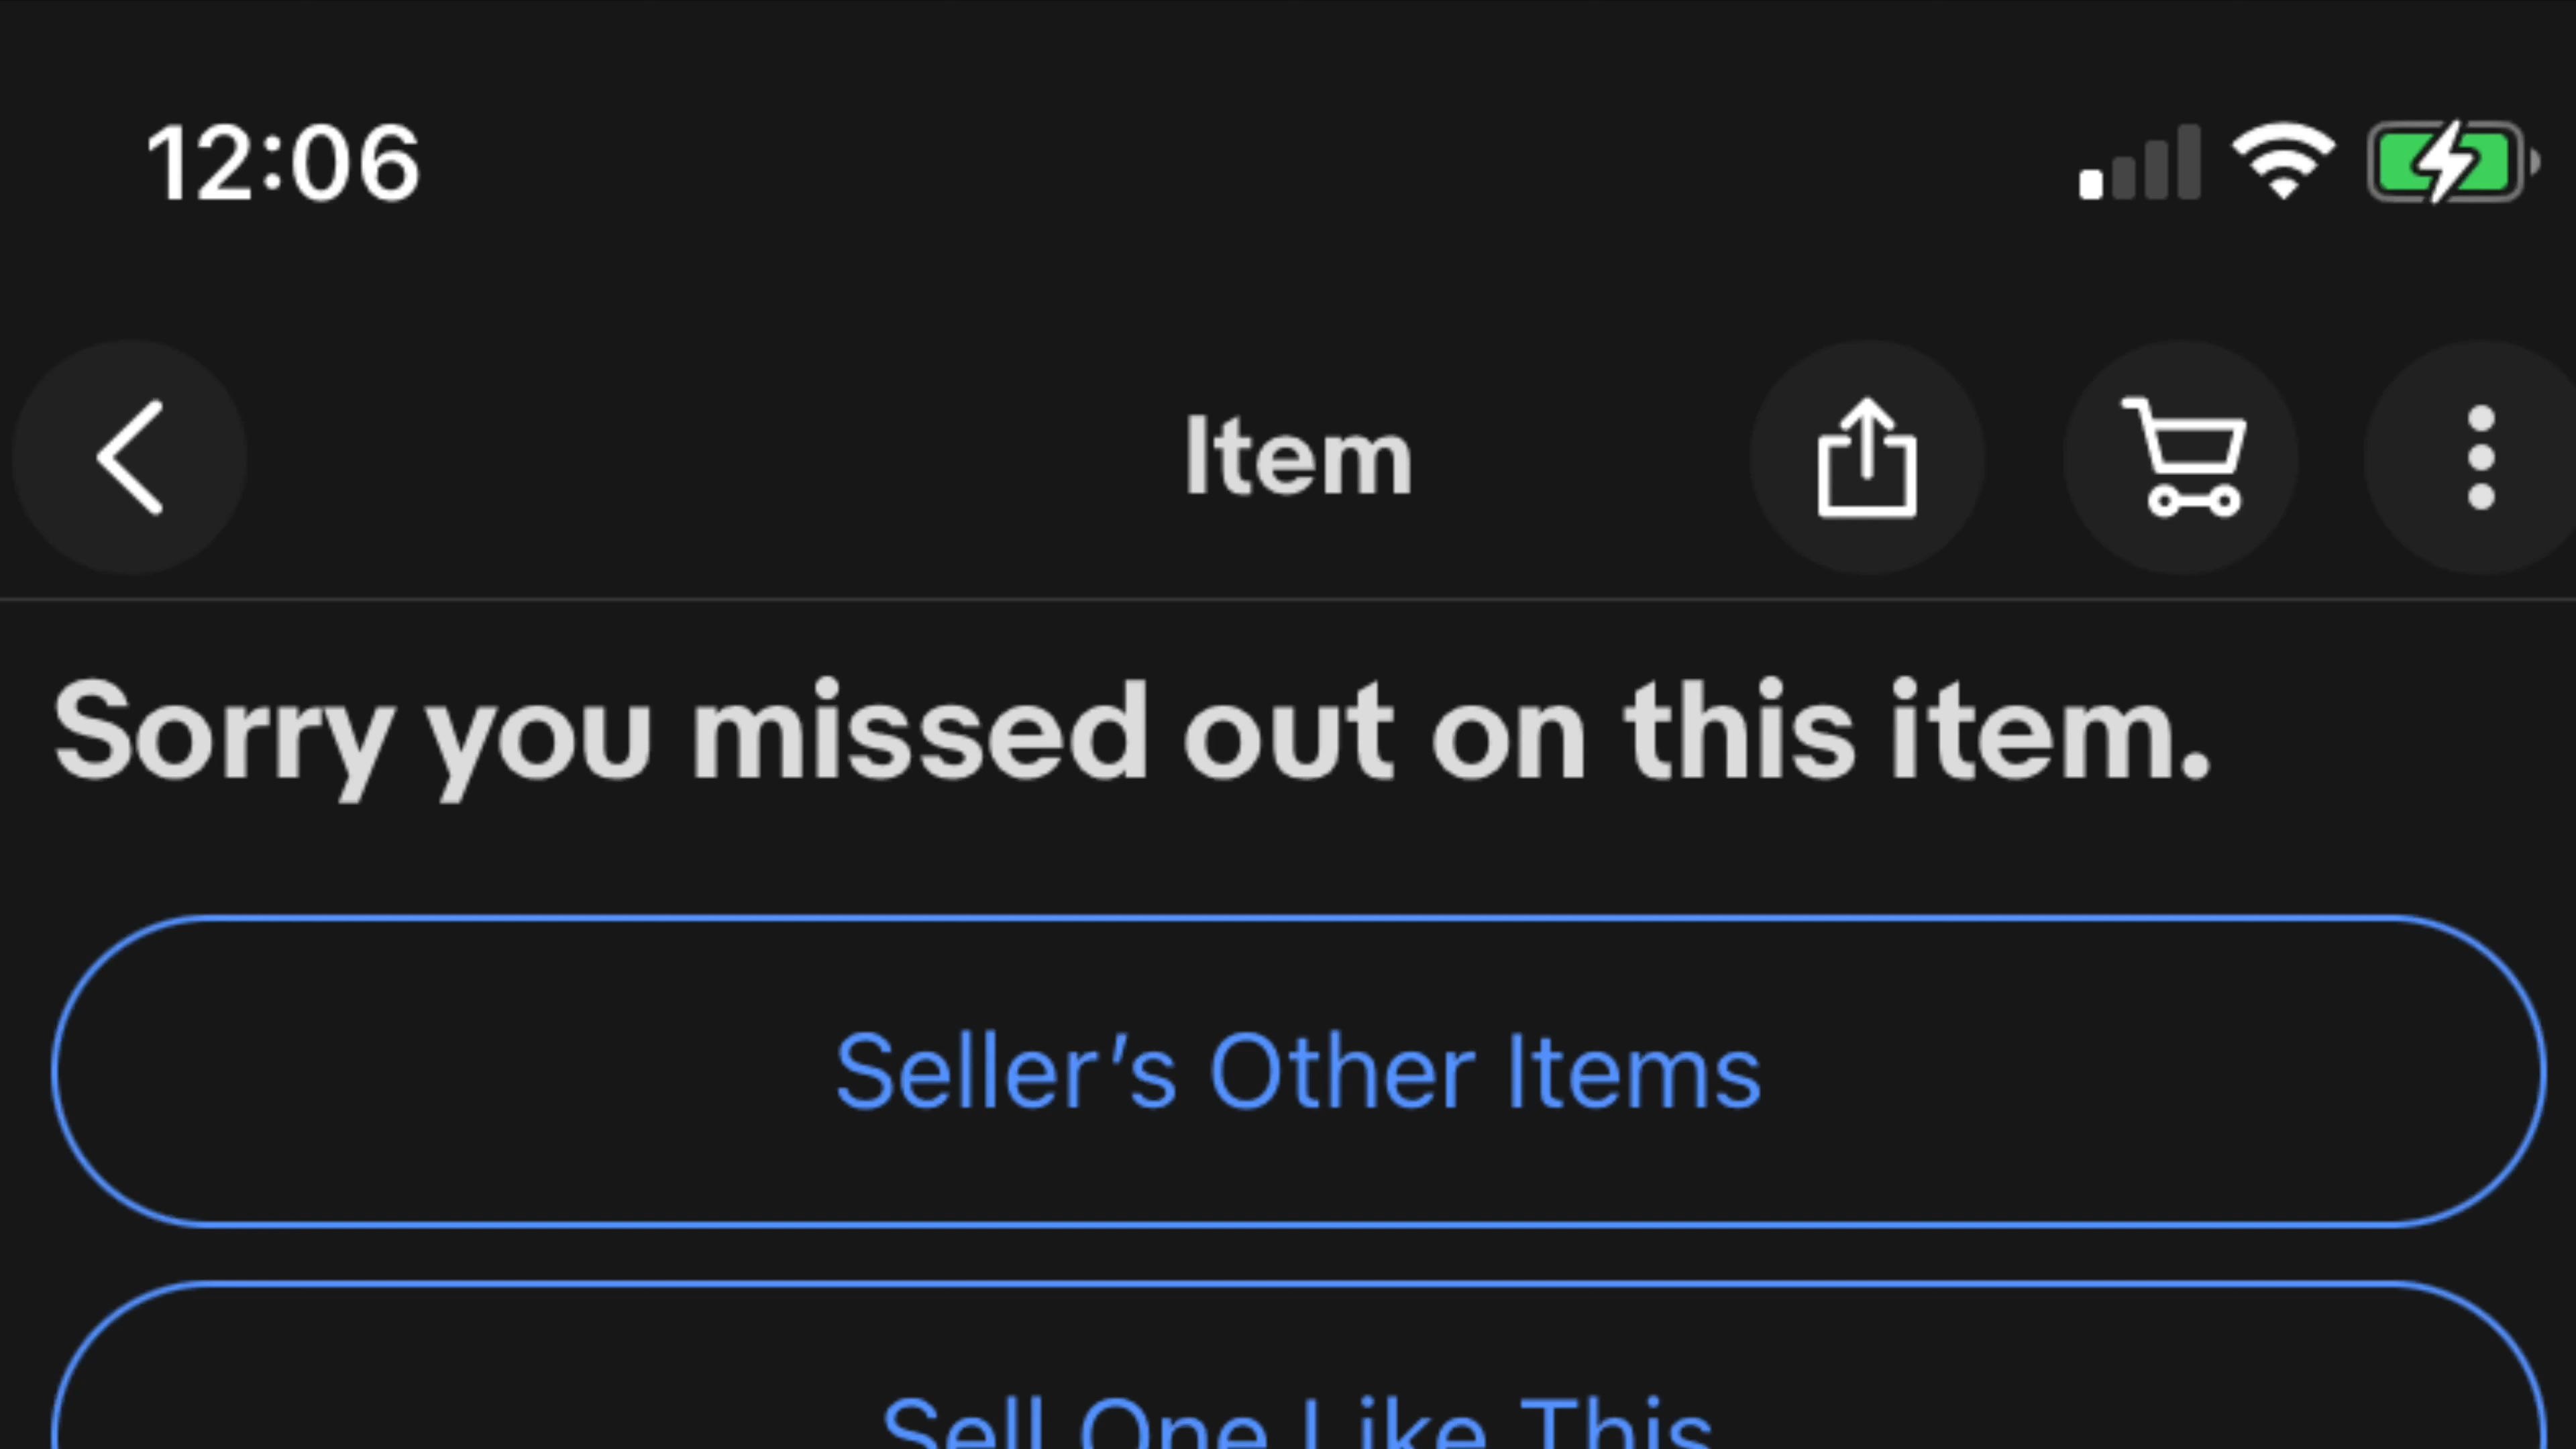 12:06
Item
Sorry you missed out on this item.
Seller’s Other Items
Sell One Like This